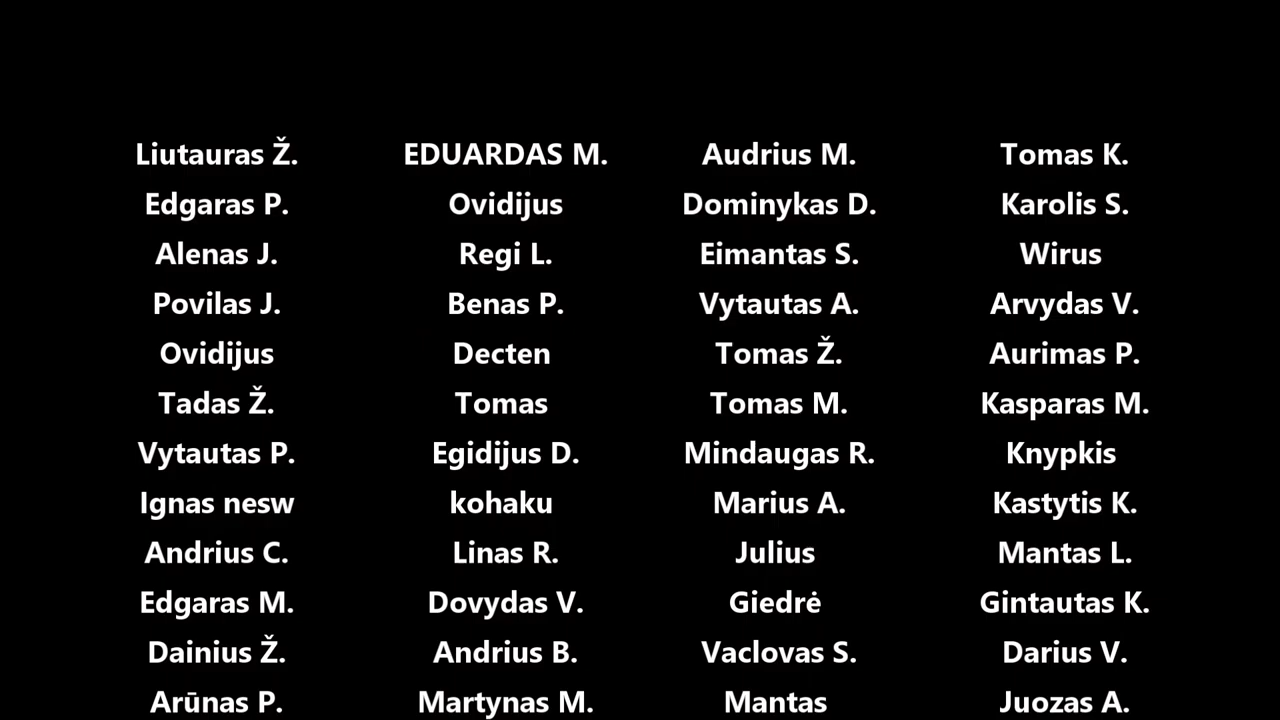 Liutauras Ž. EDUARDAS M. Audrius M. Tomas K.
Edgaras P. Ovidijus Dominykas D. Karolis S.
Alenas J. Regi L. Eimantas S. Wirus
Povilas J. Benas P. Vytautas A. Arvydas V.
Ovidijus Decten Tomas Ž. Aurimas P.
Tadas Ž. Tomas Tomas M. Kasparas M.
Vytautas P. Egidijus D. Mindaugas R. Knypkis
Ignas nesw kohaku Marius A. Kastytis K.
Andrius C. Linas R. Julius Mantas L.
Edgaras M. Dovydas V. Giedrė Gintautas K.
Dainius Ž. Andrius B. Vaclovas S. Darius V.
Arūnas P. Martynas M. Mantas Juozas A.